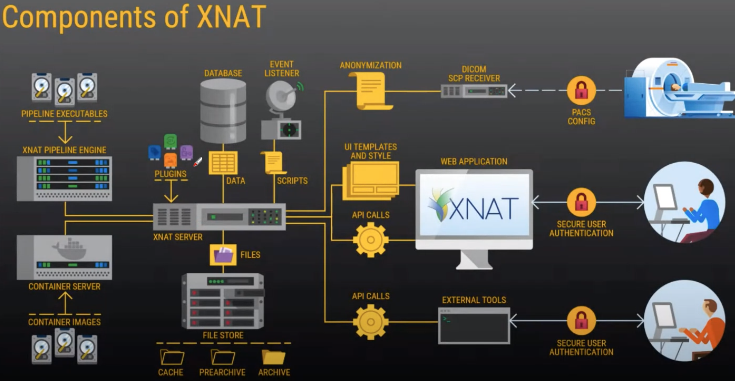 Components of XNAT
PIPELINE EXECUTABLES
XNAT PIPELINE ENGINE
CONTAINER SERVER
CONTAINER IMAGES
DATABASE
EVENT
LISTENER
PLUGINS
DATA
SCRIPTS
XNAT SERVER
FILES
FILE STORE
CACHE
PREARCHIVE
ARCHIVE
ANONYMIZATION
DICOM
SCP RECEIVER
PACS
CONFIG
UI TEMPLATES
AND STYLE
WEB APPLICATION
XNAT
API CALLS
SECURE USER
AUTHENTICATION
API CALLS
EXTERNAL TOOLS
SECURE USER
AUTHENTICATION